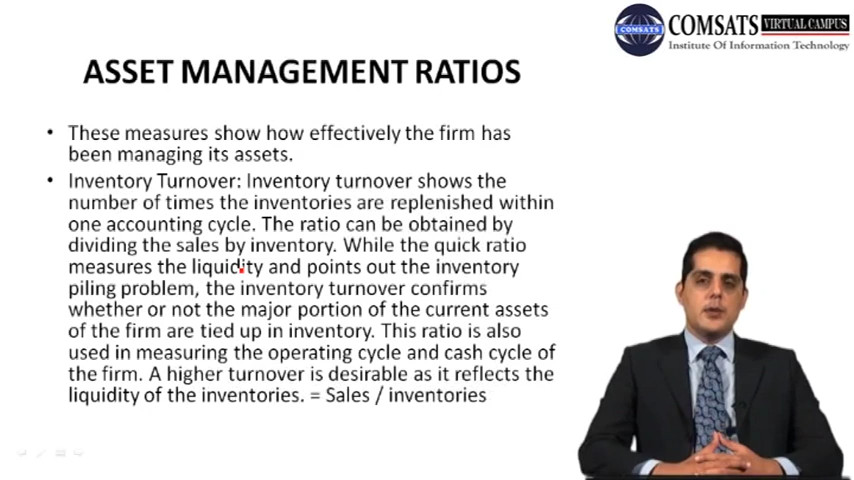 COMSATS
COMSATS VIRTUAL CAMPUS
Institute Of Information Technology
ASSET MANAGEMENT RATIOS
• These measures show how effectively the firm has
been managing its assets.
• Inventory Turnover: Inventory turnover shows the
number of times the inventories are replenished within
one accounting cycle. The ratio can be obtained by
dividing the sales by inventory. While the quick ratio
measures the liquidity and points out the inventory
piling problem, the inventory turnover confirms
whether or not the major portion of the current assets
of the firm are tied up in inventory. This ratio is also
used in measuring the operating cycle and cash cycle of
the firm. A higher turnover is desirable as it reflects the
liquidity of the inventories. = Sales / inventories